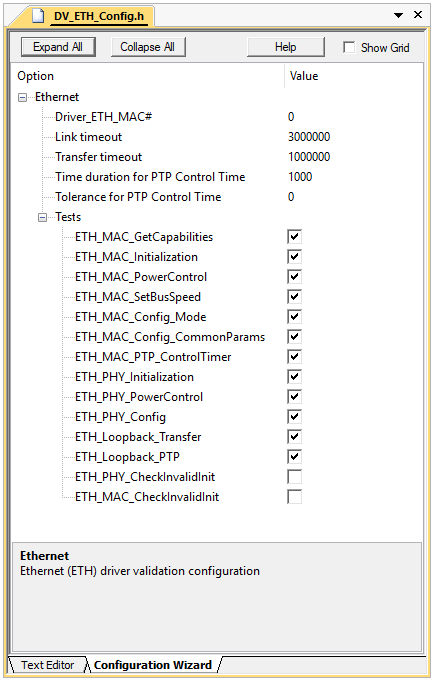 DV_ETH_Config.h
Expand All Collapse All Help Show Grid
Option Value
Ethernet
Driver_ETH_MAC# 0
Link timeout 3000000
Transfer timeout 1000000
Time duration for PTP Control Time 1000
Tolerance for PTP Control Time 0
Tests
ETH_MAC_GetCapabilities
ETH_MAC_Initialization
ETH_MAC_PowerControl
ETH_MAC_SetBusSpeed
ETH_MAC_Config_Mode
ETH_MAC_Config_CommonParams
ETH_MAC_PTP_ControlTimer
ETH_PHY_Initialization
ETH_PHY_PowerControl
ETH_PHY_Config
ETH_Loopback_Transfer
ETH_Loopback_PTP
ETH_PHY_CheckInvalidInit
ETH_MAC_CheckInvalidInit
Ethernet
Ethernet (ETH) driver validation configuration
Text Editor Configuration Wizard